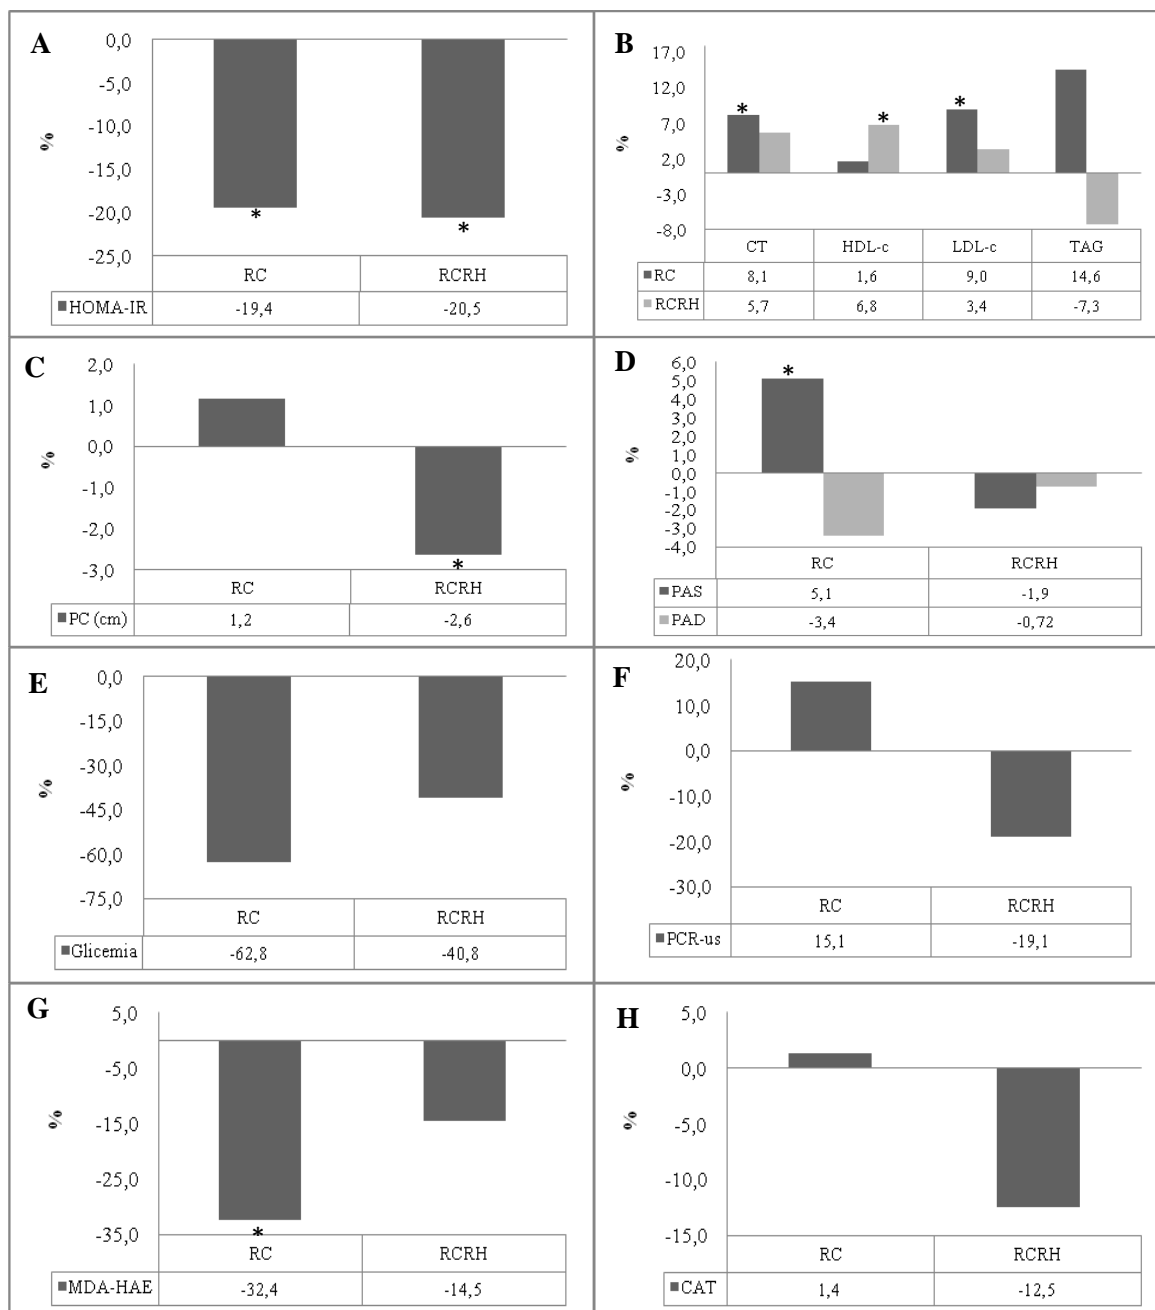 A
0,0
-5,0
-10,0
-15,0
-20,0
-25,0
%
*
*
RC RCRH
HOMA-IR -19,4 -20,5
B
17,0
12,0
7,0
2,0
-3,0
-8,0
%
*
*
*
CT HDL-c LDL-c TAG
RC 8,1 1,6 9,0 14,6
RCRH 5,7 6,8 3,4 -7,3
C
2,0
1,0
0,0
-1,0
-2,0
-3,0
%
*
RC RCRH
PC (cm) 1,2 -2,6
D
6,0
5,0
4,0
3,0
2,0
1,0
0,0
-1,0
-2,0
-3,0
-4,0
%
*
RC RCRH
PAS 5,1 -1,9
PAD -3,4 -0,72
E
0,0
-15,0
-30,0
-45,0
-60,0
-75,0
%
RC RCRH
Glicemia -62,8 -40,8
F
20,0
10,0
0,0
-10,0
-20,0
-30,0
%
RC RCRH
PCR-us 15,1 -19,1
G
5,0
-5,0
-15,0
-25,0
-35,0
%
*
RC RCRH
MDA-HAE -32,4 -14,5
H
5,0
0,0
-5,0
-10,0
-15,0
%
RC RCRH
CAT 1,4 -12,5